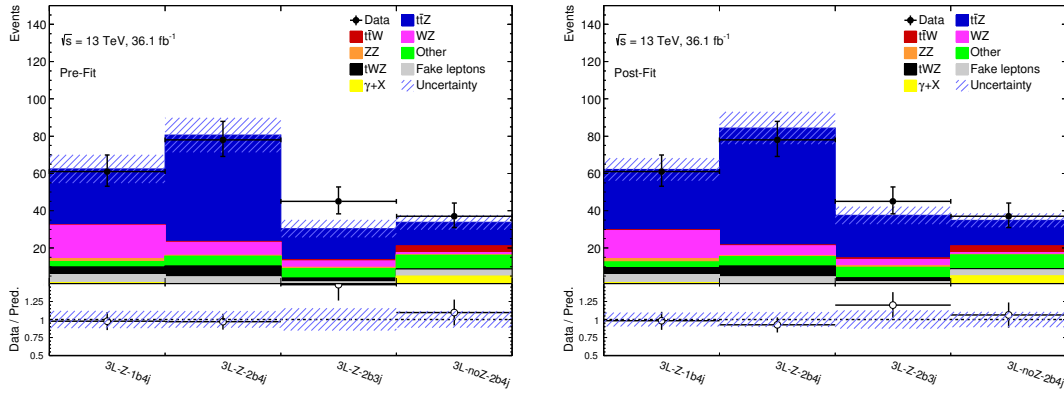 Events
140
120
100
80
60
40
20
√s = 13 TeV, 36.1 fb⁻¹
Pre-Fit
Data
tt̄Z
tt̄W
WZ
ZZ
Other
tWZ
Fake leptons
γ+X
Uncertainty
Data / Pred.
1.25
1
0.75
0.5
3L-Z-1b4j
3L-Z-2b4j
3L-Z-2b3j
3L-noZ-2b4j
Events
140
120
100
80
60
40
20
√s = 13 TeV, 36.1 fb⁻¹
Post-Fit
Data
tt̄Z
tt̄W
WZ
ZZ
Other
tWZ
Fake leptons
γ+X
Uncertainty
Data / Pred.
1.25
1
0.75
0.5
3L-Z-1b4j
3L-Z-2b4j
3L-Z-2b3j
3L-noZ-2b4j